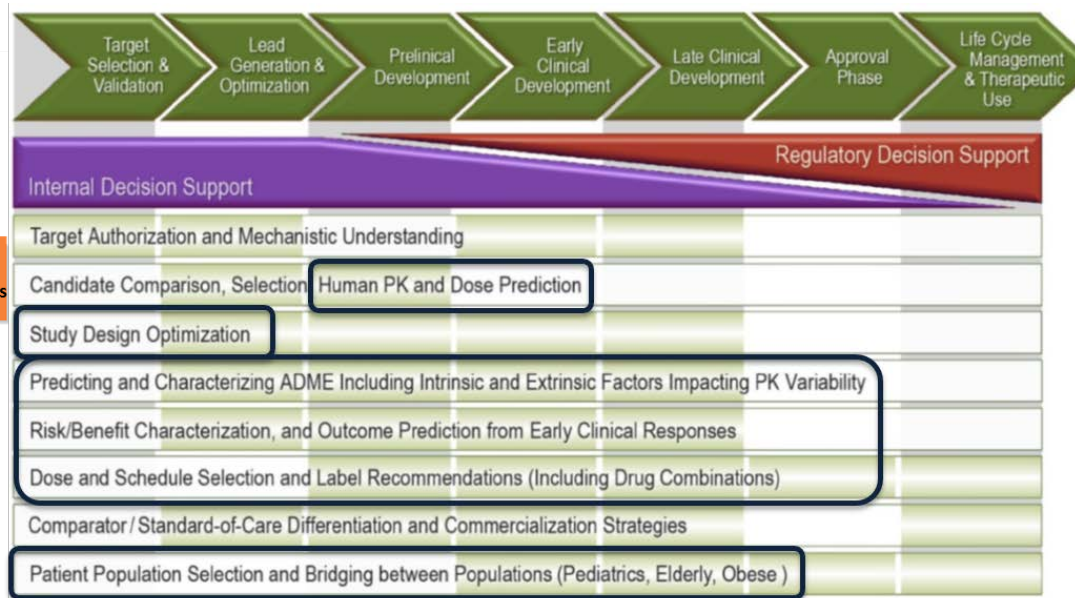 Target
Selection &
Validation
Lead
Generation &
Optimization
Prelinical
Development
Early
Clinical
Development
Late Clinical
Development
Approval
Phase
Life Cycle
Management
& Therapeutic
Use
Regulatory Decision Support
Internal Decision Support
Target Authorization and Mechanistic Understanding
s
Candidate Comparison, Selection Human PK and Dose Prediction
Study Design Optimization
Predicting and Characterizing ADME Including Intrinsic and Extrinsic Factors Impacting PK Variability
Risk/Benefit Characterization, and Outcome Prediction from Early Clinical Responses
Dose and Schedule Selection and Label Recommendations (Including Drug Combinations)
Comparator / Standard-of-Care Differentiation and Commercialization Strategies
Patient Population Selection and Bridging between Populations (Pediatrics, Elderly, Obese )